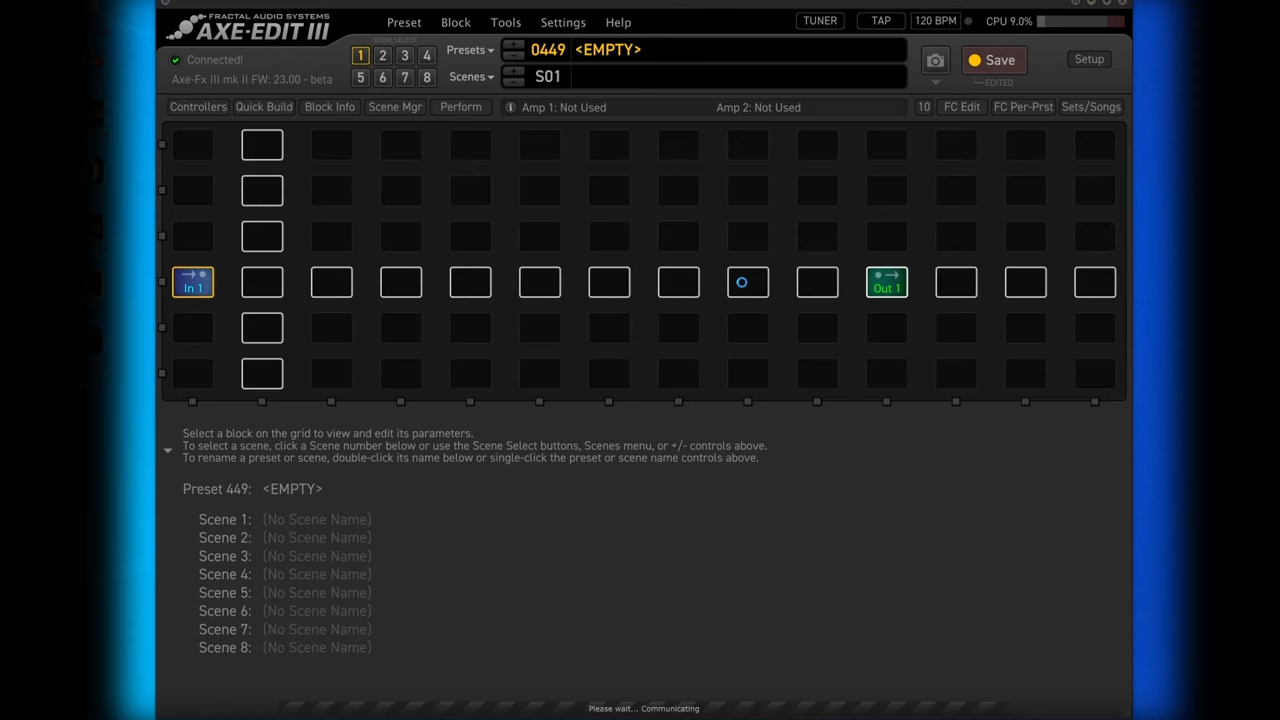 FRACTAL AUDIO SYSTEMS
AXE-EDIT III
Preset Block Tools Settings Help
TUNER TAP 120 BPM CPU 9.0%
SCENE SELECT
1 2 3 4
5 6 7 8
Connected!
Axe-Fx III mk II FW: 23.00 - beta
Presets 0449 <EMPTY>
Scenes S01
Save
EDITED
Setup
Controllers Quick Build Block Info Scene Mgr Perform Amp 1: Not Used Amp 2: Not Used 10 FC Edit FC Per-Prst Sets/Songs
In 1 Out 1
Select a block on the grid to view and edit its parameters.
To select a scene, click a Scene number below or use the Scene Select buttons, Scenes menu, or +/- controls above.
To rename a preset or scene, double-click its name below or single-click the preset or scene name controls above.
Preset 449: <EMPTY>
Scene 1: (No Scene Name)
Scene 2: (No Scene Name)
Scene 3: (No Scene Name)
Scene 4: (No Scene Name)
Scene 5: (No Scene Name)
Scene 6: (No Scene Name)
Scene 7: (No Scene Name)
Scene 8: (No Scene Name)
Please wait... Communicating